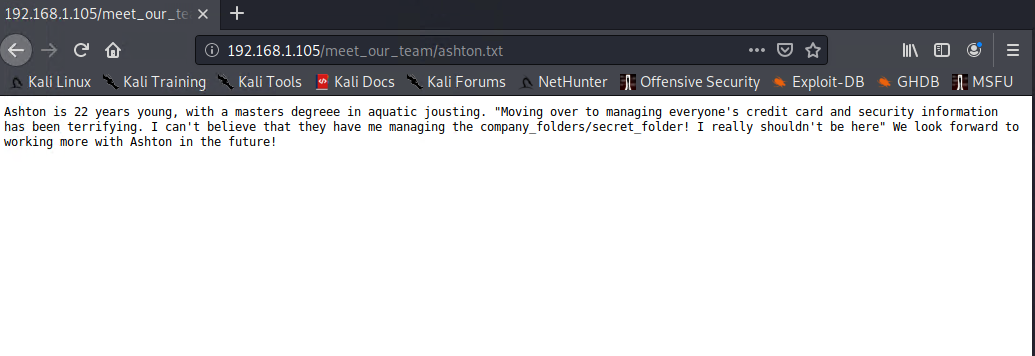 192.168.1.105/meet_our_te
192.168.1.105/meet_our_team/ashton.txt
Kali Linux Kali Training Kali Tools Kali Docs Kali Forums NetHunter Offensive Security Exploit-DB GHDB MSFU
Ashton is 22 years young, with a masters degreee in aquatic jousting. "Moving over to managing everyone's credit card and security information
has been terrifying. I can't believe that they have me managing the company_folders/secret_folder! I really shouldn't be here" We look forward to
working more with Ashton in the future!